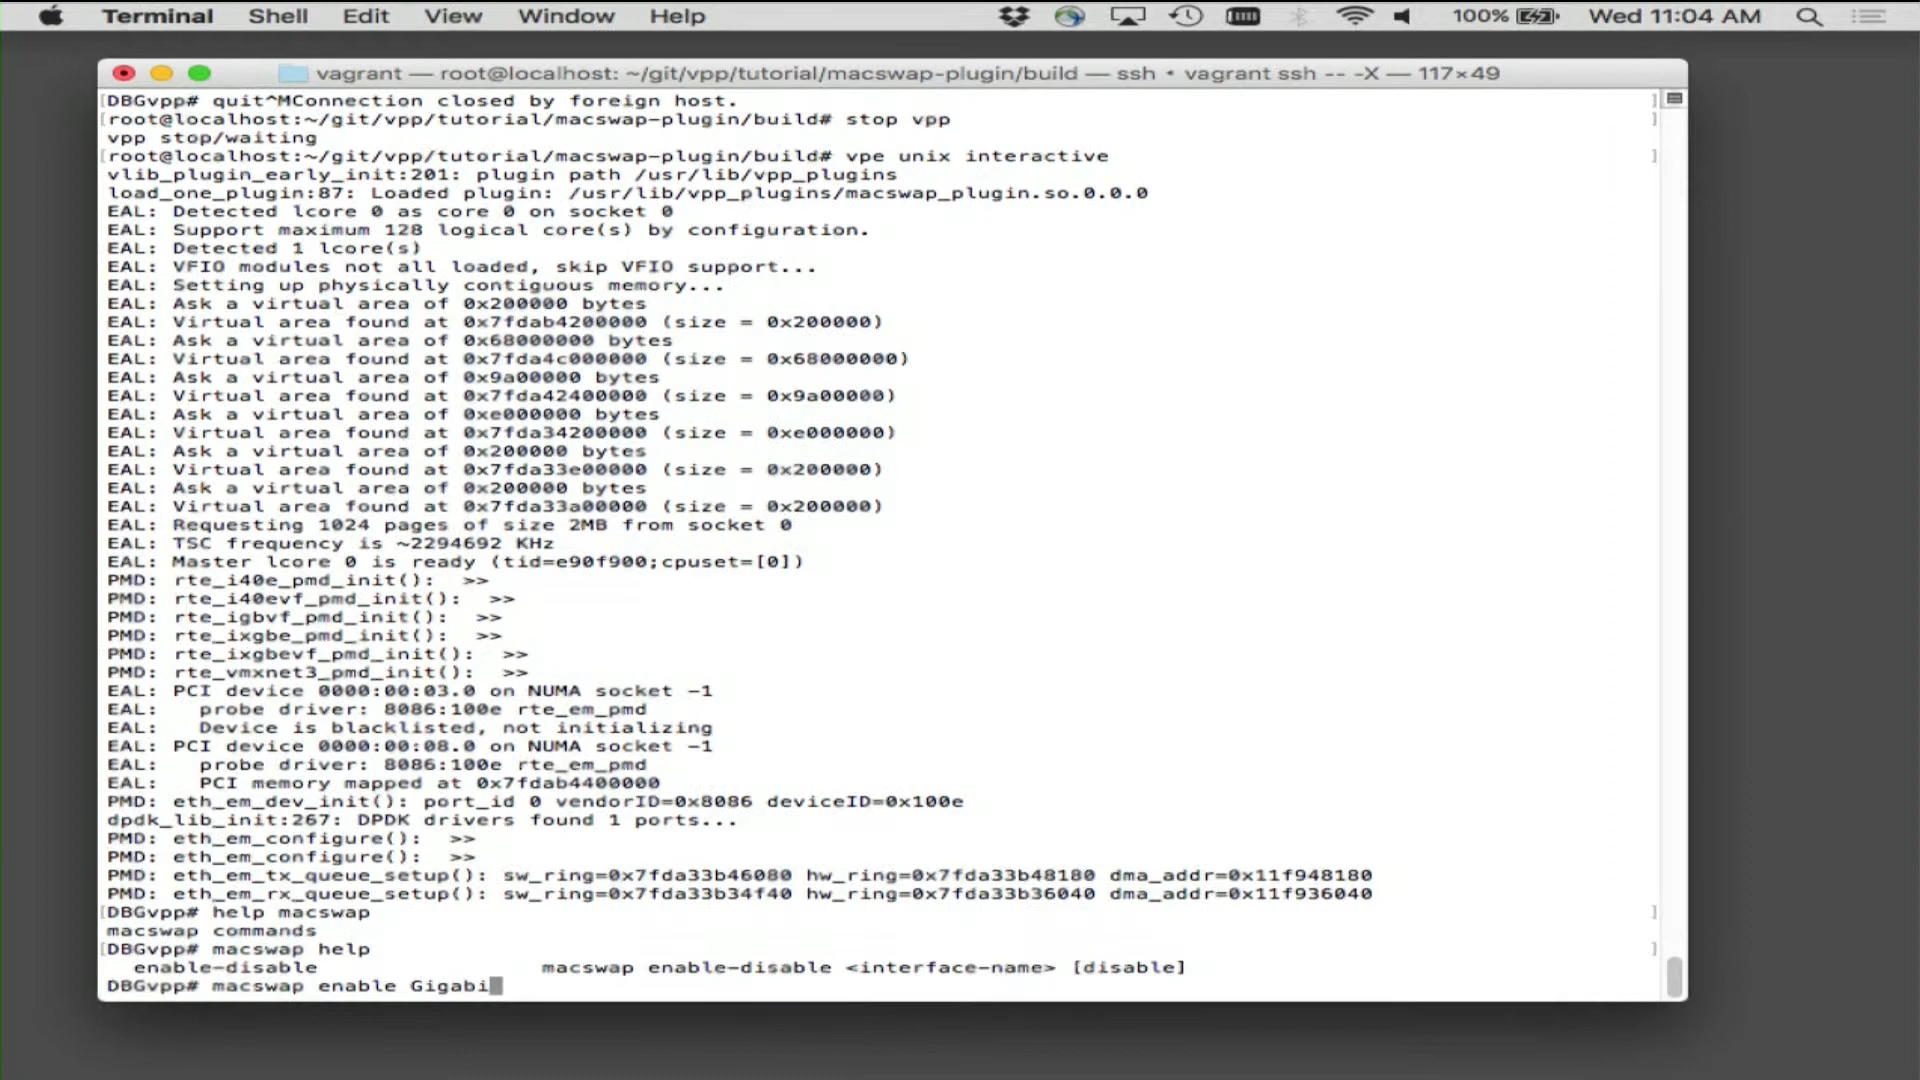 Terminal Shell Edit View Window Help 100% Wed 11:04 AM
vagrant — root@localhost: ~/git/vpp/tutorial/macswap-plugin/build — ssh • vagrant ssh -- -X — 117×49
DBGvpp# quit^MConnection closed by foreign host.
[root@localhost:~/git/vpp/tutorial/macswap-plugin/build# stop vpp
vpp stop/waiting
[root@localhost:~/git/vpp/tutorial/macswap-plugin/build# vpe unix interactive
vlib_plugin_early_init:201: plugin path /usr/lib/vpp_plugins
load_one_plugin:87: Loaded plugin: /usr/lib/vpp_plugins/macswap_plugin.so.0.0.0
EAL: Detected lcore 0 as core 0 on socket 0
EAL: Support maximum 128 logical core(s) by configuration.
EAL: Detected 1 lcore(s)
EAL: VFIO modules not all loaded, skip VFIO support...
EAL: Setting up physically contiguous memory...
EAL: Ask a virtual area of 0x200000 bytes
EAL: Virtual area found at 0x7fdab4200000 (size = 0x200000)
EAL: Ask a virtual area of 0x68000000 bytes
EAL: Virtual area found at 0x7fda4c000000 (size = 0x68000000)
EAL: Ask a virtual area of 0x9a00000 bytes
EAL: Virtual area found at 0x7fda42400000 (size = 0x9a00000)
EAL: Ask a virtual area of 0xe000000 bytes
EAL: Virtual area found at 0x7fda34200000 (size = 0xe000000)
EAL: Ask a virtual area of 0x200000 bytes
EAL: Virtual area found at 0x7fda33e00000 (size = 0x200000)
EAL: Ask a virtual area of 0x200000 bytes
EAL: Virtual area found at 0x7fda33a00000 (size = 0x200000)
EAL: Requesting 1024 pages of size 2MB from socket 0
EAL: TSC frequency is ~2294692 KHz
EAL: Master lcore 0 is ready (tid=e90f900;cpuset=[0])
PMD: rte_i40e_pmd_init(): >>
PMD: rte_i40evf_pmd_init(): >>
PMD: rte_igbvf_pmd_init(): >>
PMD: rte_ixgbe_pmd_init(): >>
PMD: rte_ixgbevf_pmd_init(): >>
PMD: rte_vmxnet3_pmd_init(): >>
EAL: PCI device 0000:00:03.0 on NUMA socket -1
EAL:   probe driver: 8086:100e rte_em_pmd
EAL:   Device is blacklisted, not initializing
EAL: PCI device 0000:00:08.0 on NUMA socket -1
EAL:   probe driver: 8086:100e rte_em_pmd
EAL:   PCI memory mapped at 0x7fdab4400000
PMD: eth_em_dev_init(): port_id 0 vendorID=0x8086 deviceID=0x100e
dpdk_lib_init:267: DPDK drivers found 1 ports...
PMD: eth_em_configure(): >>
PMD: eth_em_configure(): >>
PMD: eth_em_tx_queue_setup(): sw_ring=0x7fda33b46080 hw_ring=0x7fda33b48180 dma_addr=0x11f948180
PMD: eth_em_rx_queue_setup(): sw_ring=0x7fda33b34f40 hw_ring=0x7fda33b36040 dma_addr=0x11f936040
[DBGvpp# help macswap
macswap commands
[DBGvpp# macswap help
enable-disable macswap enable-disable <interface-name> [disable]
DBGvpp# macswap enable Gigabi